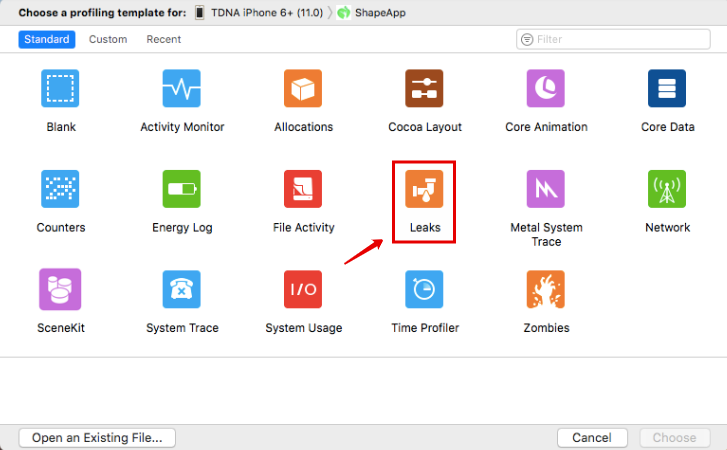 Choose a profiling template for: TDNA iPhone 6+ (11.0) ShapeApp
Standard Custom Recent Filter
Blank Activity Monitor Allocations Cocoa Layout Core Animation Core Data
Counters Energy Log File Activity Leaks Metal System Trace Network
I/O
SceneKit System Trace System Usage Time Profiler Zombies
Open an Existing File... Cancel Choose